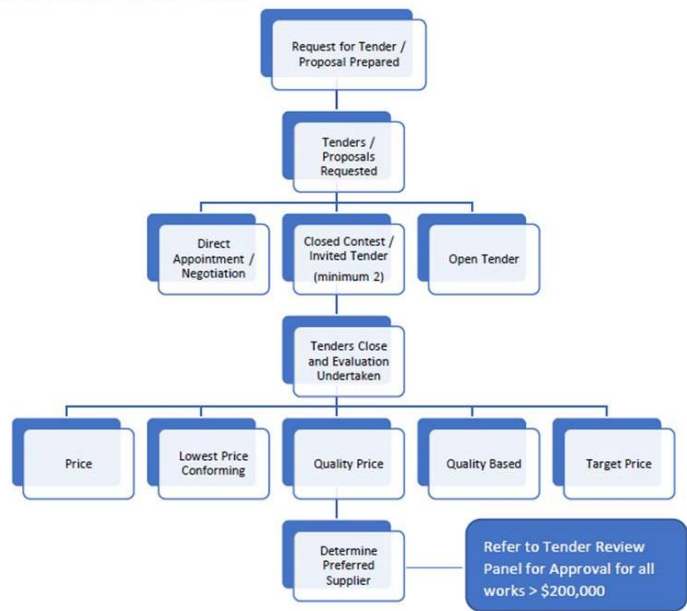 Request for Tender /
Proposal Prepared
Tenders /
Proposals
Requested
Direct
Appointment /
Negotiation
Closed Contest /
Invited Tender
(minimum 2)
Open Tender
Tenders Close
and Evaluation
Undertaken
Price
Lowest Price
Conforming
Quality Price
Quality Based
Target Price
Determine
Preferred
Supplier
Refer to Tender Review
Panel for Approval for all
works > $200,000